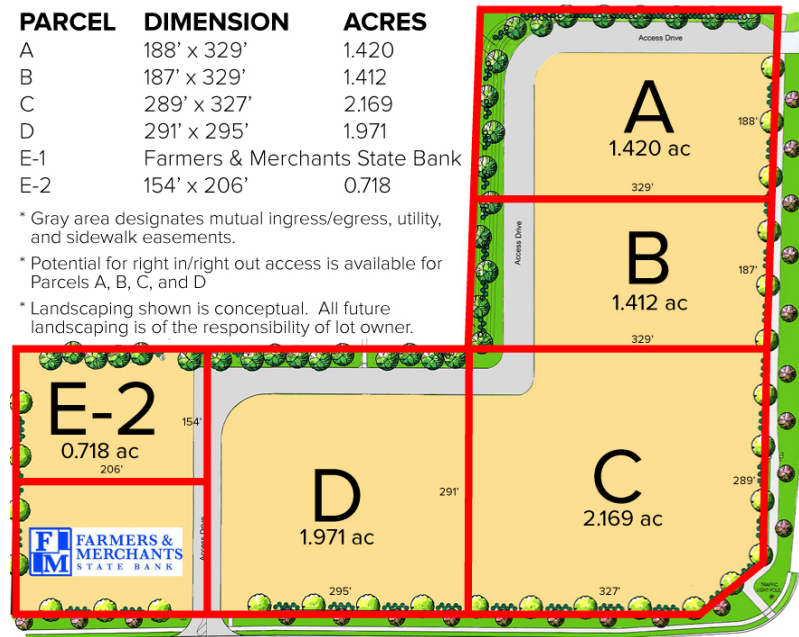 PARCEL DIMENSION ACRES
A 188' x 329' 1.420
B 187' x 329' 1.412
C 289' x 327' 2.169
D 291' x 295' 1.971
E-1 Farmers & Merchants State Bank
E-2 154' x 206' 0.718
* Gray area designates mutual ingress/egress, utility,
and sidewalk easements.
* Potential for right in/right out access is available for
Parcels A, B, C, and D
* Landscaping shown is conceptual. All future
landscaping is of the responsibility of lot owner.
Access Drive
A
1.420 ac
188'
329'
Access Drive
B
1.412 ac
187'
329'
E-2
0.718 ac
206'
154'
D
1.971 ac
291'
295'
C
2.169 ac
289'
327'
FM
FARMERS &
MERCHANTS
STATE BANK
Access Drive
TRAFFIC
LIGHT POLE